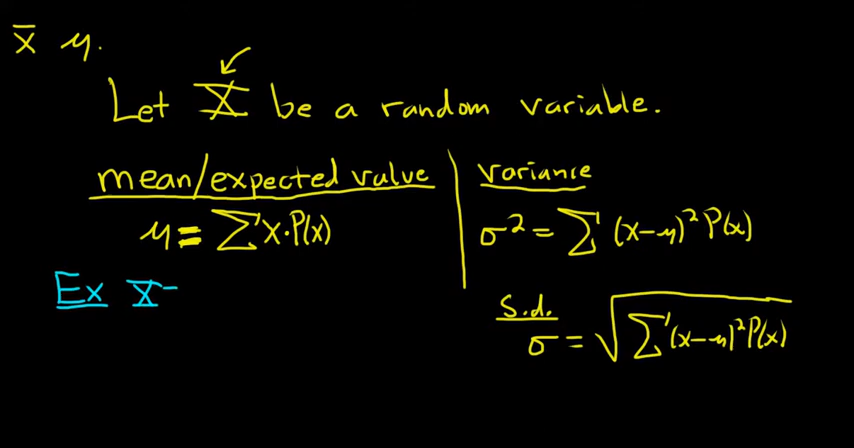 x̄ μ.
Let X be a random variable.
mean/expected value
μ = Σ x·P(x)
variance
σ² = Σ (x-μ)² P(x)
s.d.
σ = √Σ(x-μ)² P(x)
Ex X